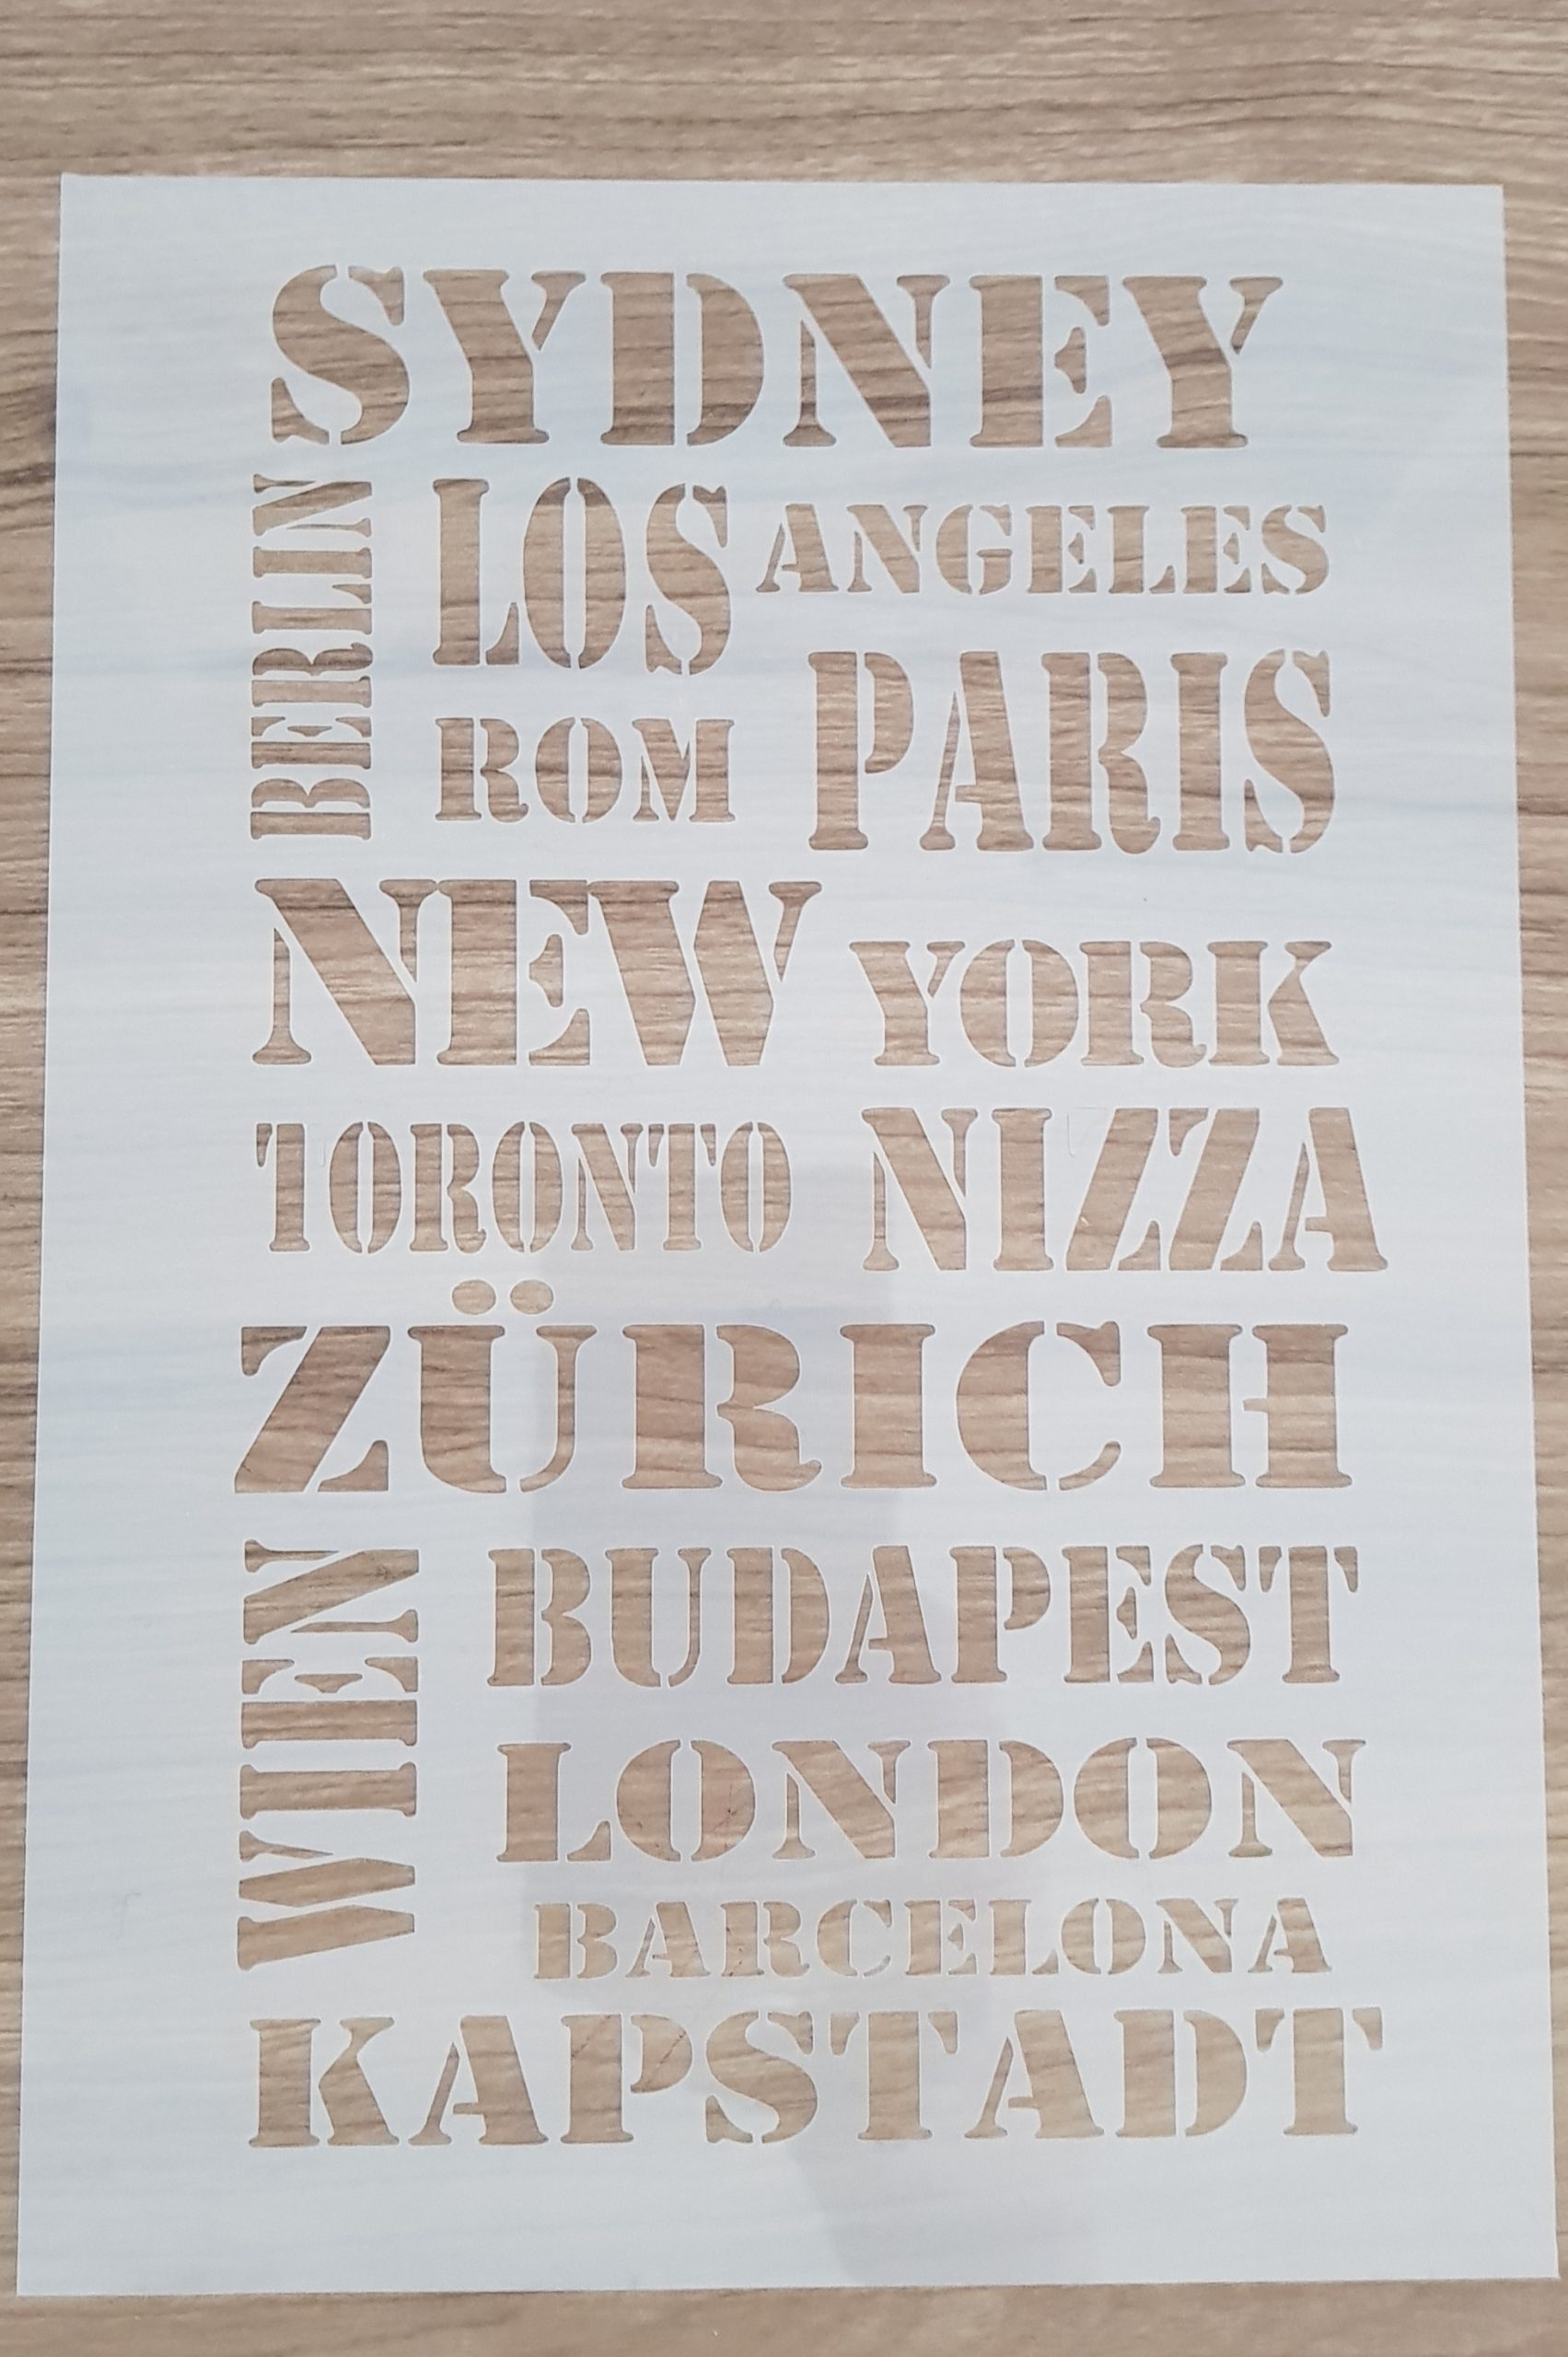 SYDNEY
BERLIN
LOS ANGELES
ROM
PARIS
NEW YORK
TORONTO
NIZZA
ZÜRICH
WIEN
BUDAPEST
LONDON
BARCELONA
KAPSTADT